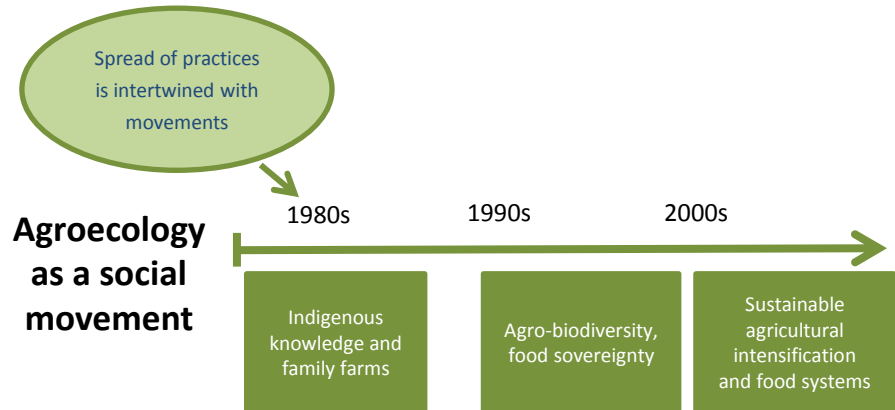 Spread of practices
is intertwined with
movements
1980s
1990s
2000s
Agroecology
as a social
movement
Indigenous
knowledge and
family farms
Agro-biodiversity,
food sovereignty
Sustainable
agricultural
intensification
and food systems